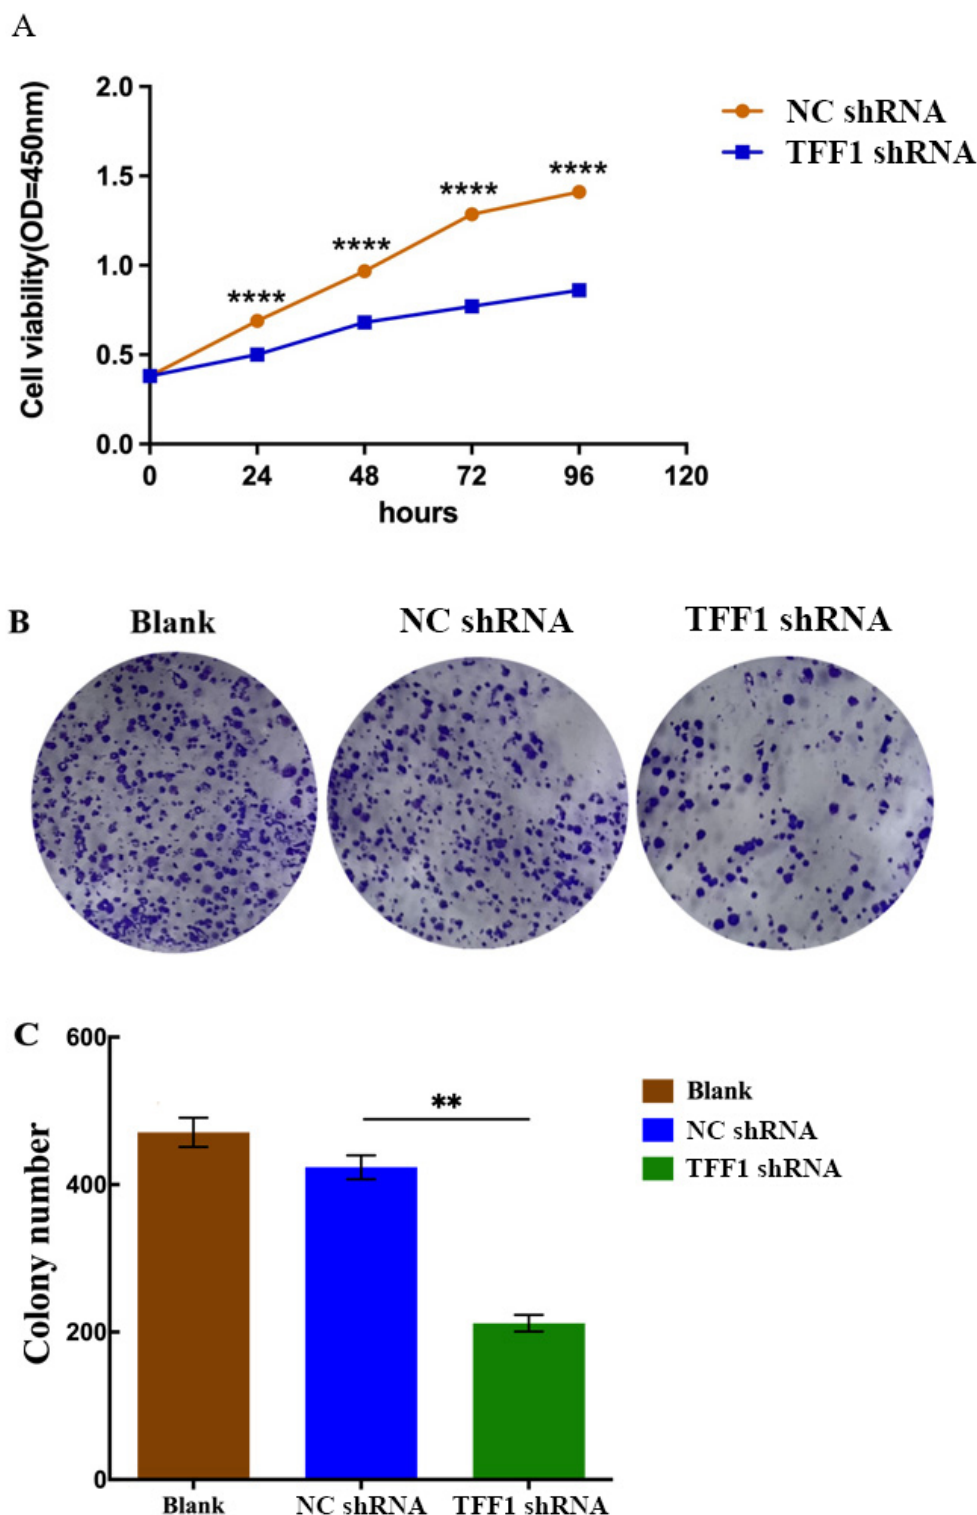 A
2.0
1.5
1.0
0.5
0.0
Cell viability(OD=450nm)
**** **** **** ****
0 24 48 72 96 120
hours
NC shRNA
TFF1 shRNA
B Blank NC shRNA TFF1 shRNA
C
600
400
200
0
Colony number
**
Blank NC shRNA TFF1 shRNA
Blank
NC shRNA
TFF1 shRNA